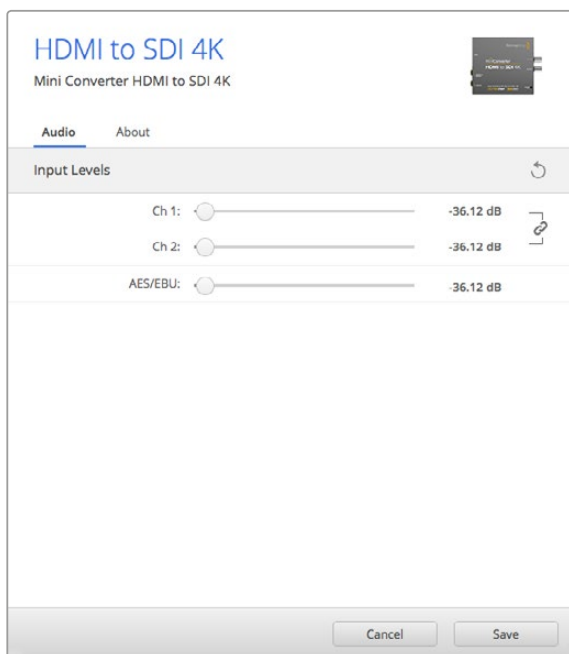 HDMI to SDI 4K
Mini Converter HDMI to SDI 4K
Audio About
Input Levels
Ch 1: -36.12 dB
Ch 2: -36.12 dB
AES/EBU: -36.12 dB
Cancel Save